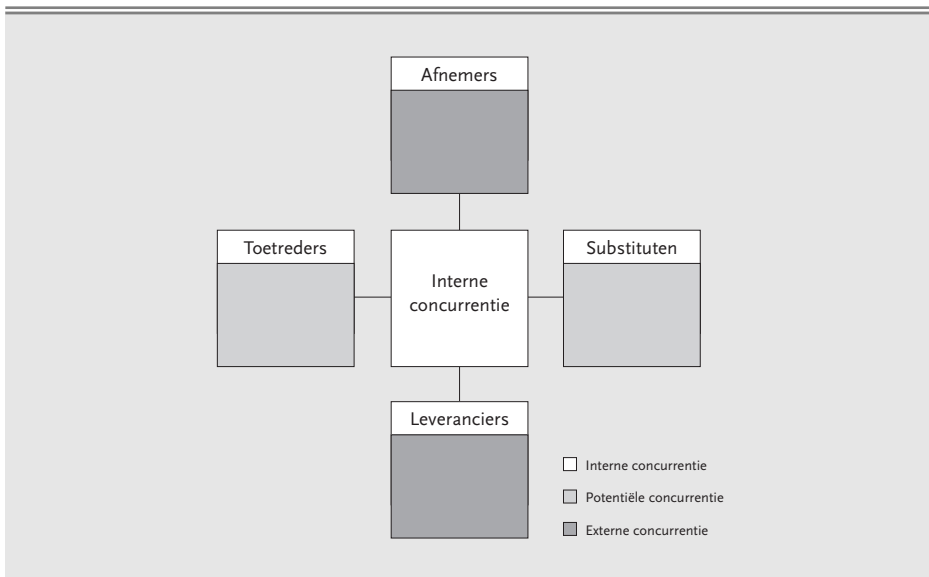 Afnemers
Toetreders
Interne
concurrentie
Substituten
Leveranciers
Interne concurrentie
Potentiële concurrentie
Externe concurrentie